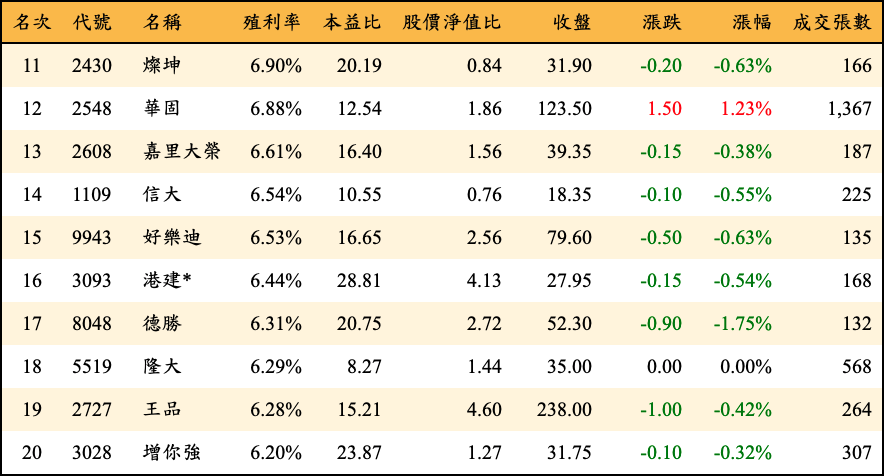 名次 代號 名稱 殖利率 本益比 股價淨值比 收盤 漲跌 漲幅 成交張數
11 2430 燦坤 6.90% 20.19 0.84 31.90 -0.20 -0.63% 166
12 2548 華固 6.88% 12.54 1.86 123.50 1.50 1.23% 1,367
13 2608 嘉里大榮 6.61% 16.40 1.56 39.35 -0.15 -0.38% 187
14 1109 信大 6.54% 10.55 0.76 18.35 -0.10 -0.55% 225
15 9943 好樂迪 6.53% 16.65 2.56 79.60 -0.50 -0.63% 135
16 3093 港建* 6.44% 28.81 4.13 27.95 -0.15 -0.54% 168
17 8048 德勝 6.31% 20.75 2.72 52.30 -0.90 -1.75% 132
18 5519 隆大 6.29% 8.27 1.44 35.00 0.00 0.00% 568
19 2727 王品 6.28% 15.21 4.60 238.00 -1.00 -0.42% 264
20 3028 增你強 6.20% 23.87 1.27 31.75 -0.10 -0.32% 307